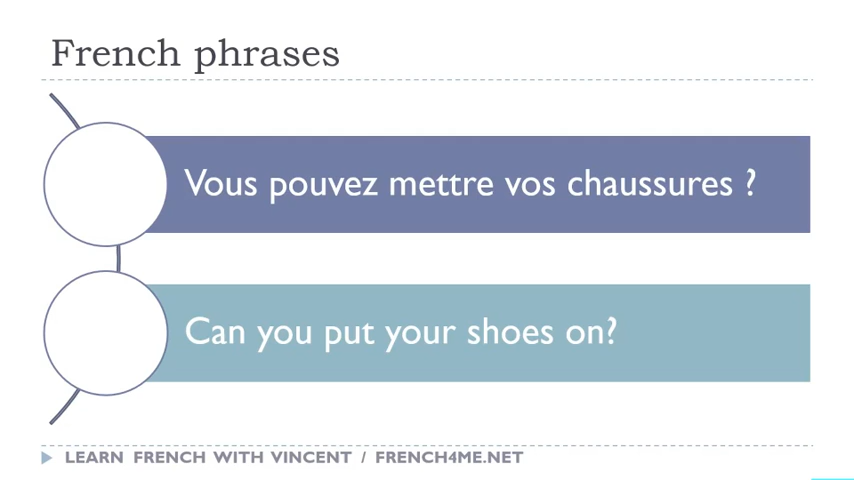 French phrases
Vous pouvez mettre vos chaussures ?
Can you put your shoes on?
LEARN FRENCH WITH VINCENT / FRENCH4ME.NET